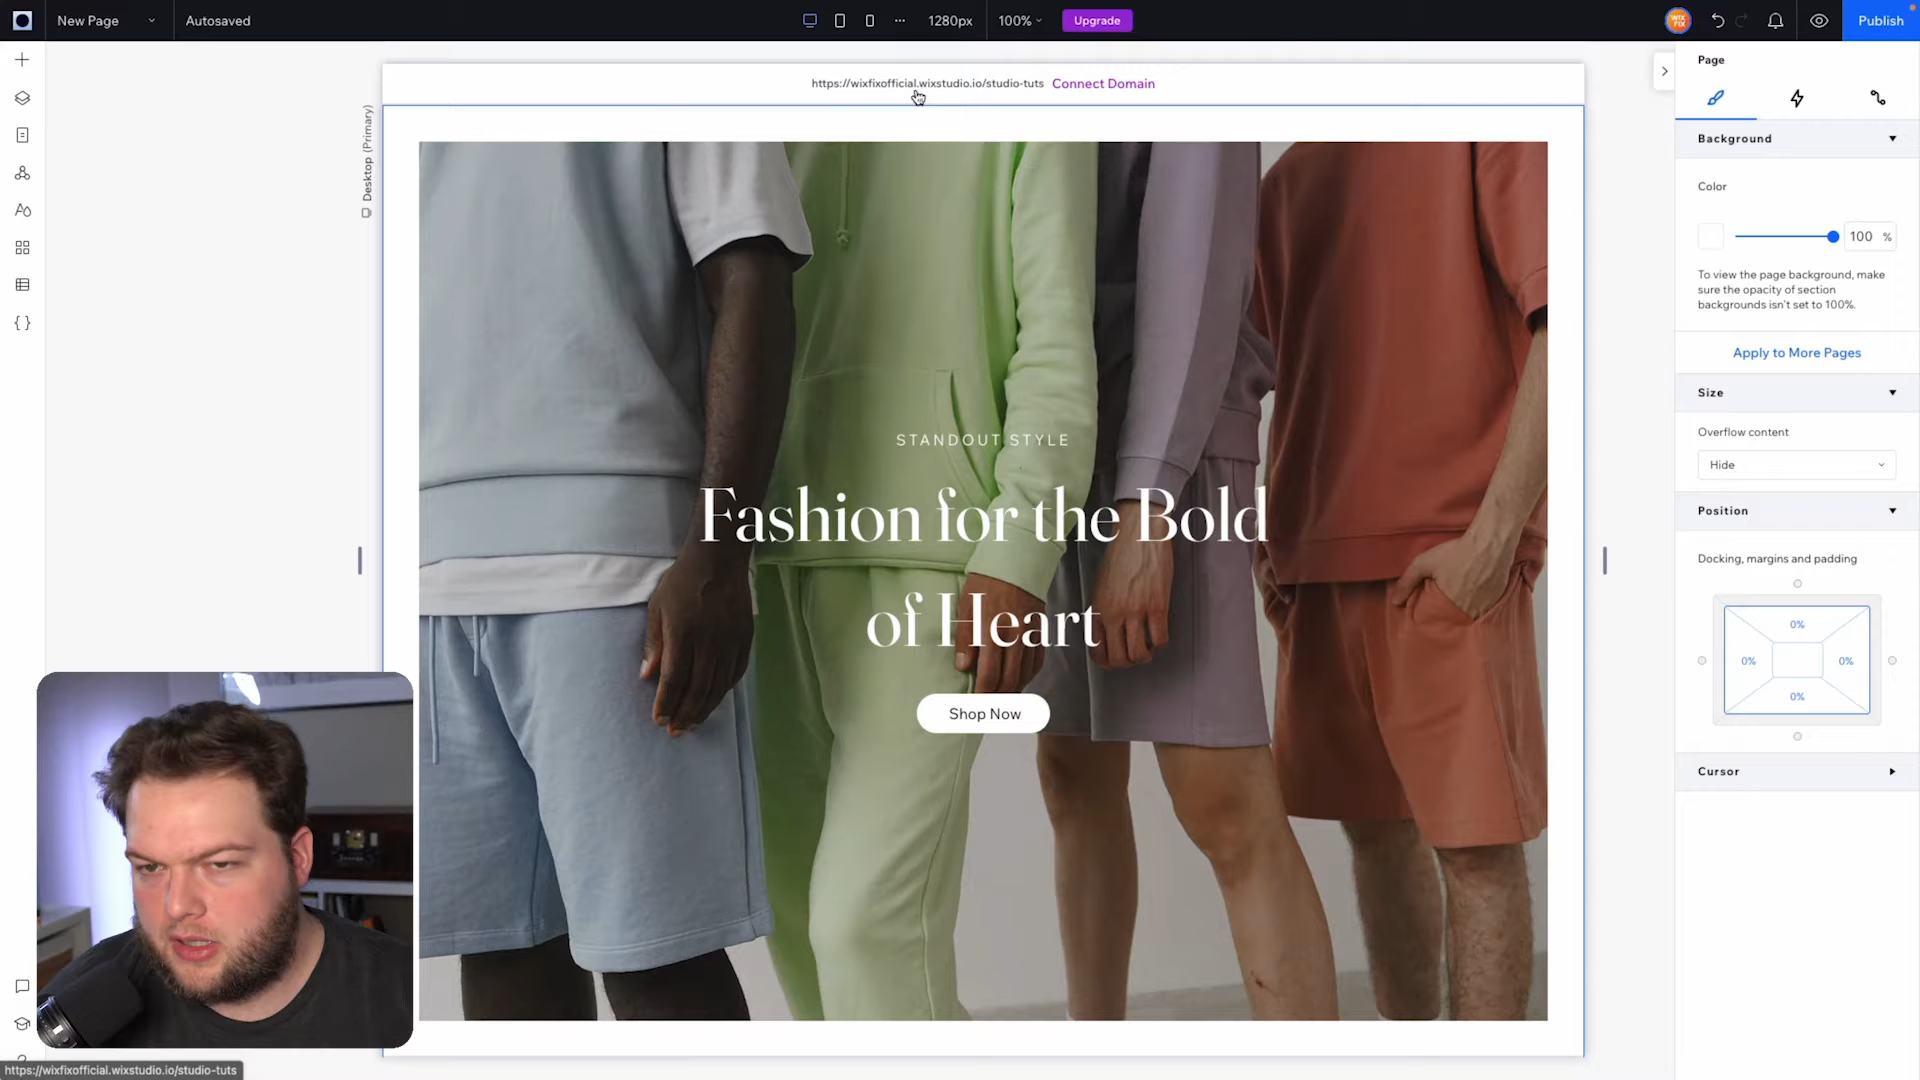 New Page
Autosaved
1280px
100%
Upgrade
WIX
FIX
Publish
https://wixfixofficial.wixstudio.io/studio-tuts
Connect Domain
Desktop (Primary)
STANDOUT STYLE
Fashion for the Bold
of Heart
Shop Now
Page
Background
Color
100 %
To view the page background, make
sure the opacity of section
backgrounds isn't set to 100%.
Apply to More Pages
Size
Overflow content
Hide
Position
Docking, margins and padding
0%
0%
0%
0%
Cursor
https://wixfixofficial.wixstudio.io/studio-tuts